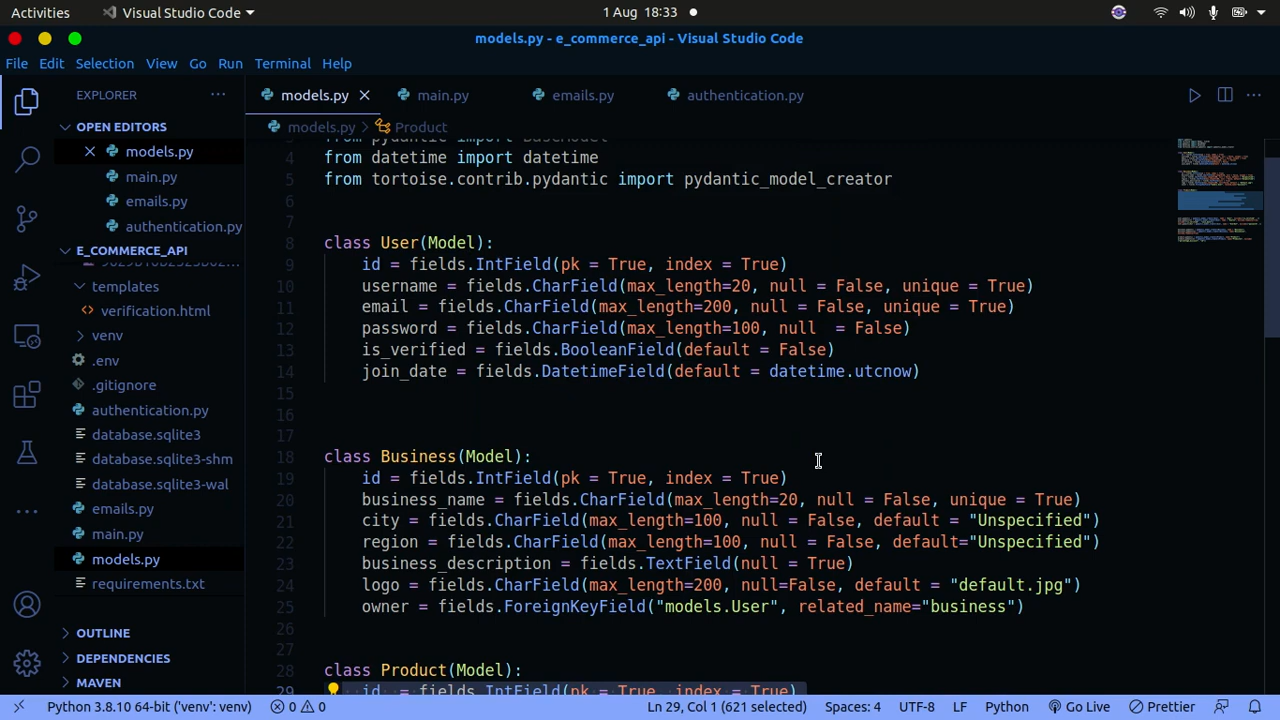 Activities
Visual Studio Code
1 Aug 18:33
models.py - e_commerce_api - Visual Studio Code
File Edit Selection View Go Run Terminal Help
EXPLORER
OPEN EDITORS
models.py
main.py
emails.py
authentication.py
E_COMMERCE_API
templates
verification.html
venv
.env
.gitignore
authentication.py
database.sqlite3
database.sqlite3-shm
database.sqlite3-wal
emails.py
main.py
models.py
requirements.txt
OUTLINE
DEPENDENCIES
MAVEN
models.py main.py emails.py authentication.py
models.py > Product
from pydantic import BaseModel
4 from datetime import datetime
5 from tortoise.contrib.pydantic import pydantic_model_creator
6
7
8 class User(Model):
9 id = fields.IntField(pk = True, index = True)
10 username = fields.CharField(max_length=20, null = False, unique = True)
11 email = fields.CharField(max_length=200, null = False, unique = True)
12 password = fields.CharField(max_length=100, null  = False)
13 is_verified = fields.BooleanField(default = False)
14 join_date = fields.DatetimeField(default = datetime.utcnow)
15
16
17
18 class Business(Model):
19 id = fields.IntField(pk = True, index = True)
20 business_name = fields.CharField(max_length=20, null = False, unique = True)
21 city = fields.CharField(max_length=100, null = False, default = "Unspecified")
22 region = fields.CharField(max_length=100, null = False, default="Unspecified")
23 business_description = fields.TextField(null = True)
24 logo = fields.CharField(max_length=200, null=False, default = "default.jpg")
25 owner = fields.ForeignKeyField("models.User", related_name="business")
26
27
28 class Product(Model):
29 id = fields.IntField(pk = True, index = True)
Python 3.8.10 64-bit ('venv': venv) 0 0 Ln 29, Col 1 (621 selected) Spaces: 4 UTF-8 LF Python Go Live Prettier